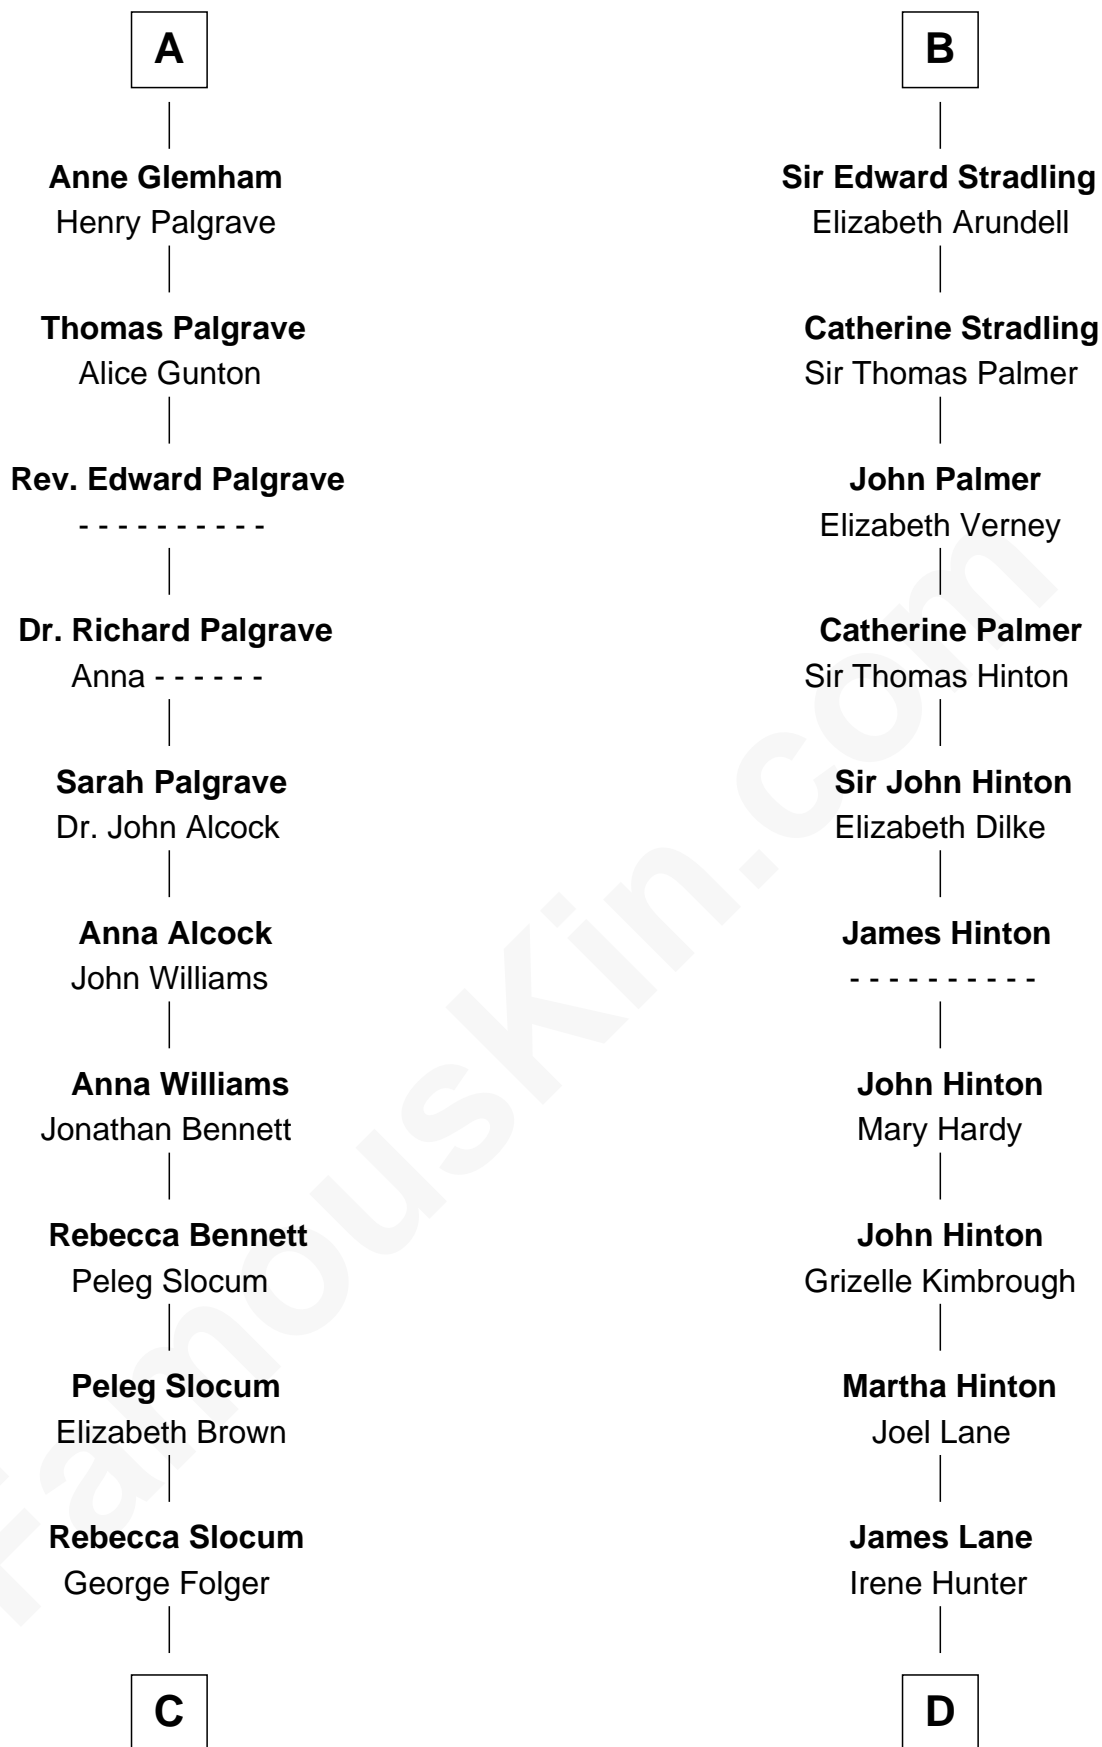 A
Anne Glemham
Henry Palgrave
Thomas Palgrave
Alice Gunton
Rev. Edward Palgrave
- - - - - - - - - -
Dr. Richard Palgrave
Anna - - - - - -
Sarah Palgrave
Dr. John Alcock
Anna Alcock
John Williams
Anna Williams
Jonathan Bennett
Rebecca Bennett
Peleg Slocum
Peleg Slocum
Elizabeth Brown
Rebecca Slocum
George Folger
C
B
Sir Edward Stradling
Elizabeth Arundell
Catherine Stradling
Sir Thomas Palmer
John Palmer
Elizabeth Verney
Catherine Palmer
Sir Thomas Hinton
Sir John Hinton
Elizabeth Dilke
James Hinton
- - - - - - - - - -
John Hinton
Mary Hardy
John Hinton
Grizelle Kimbrough
Martha Hinton
Joel Lane
James Lane
Irene Hunter
D
FamousKin.com